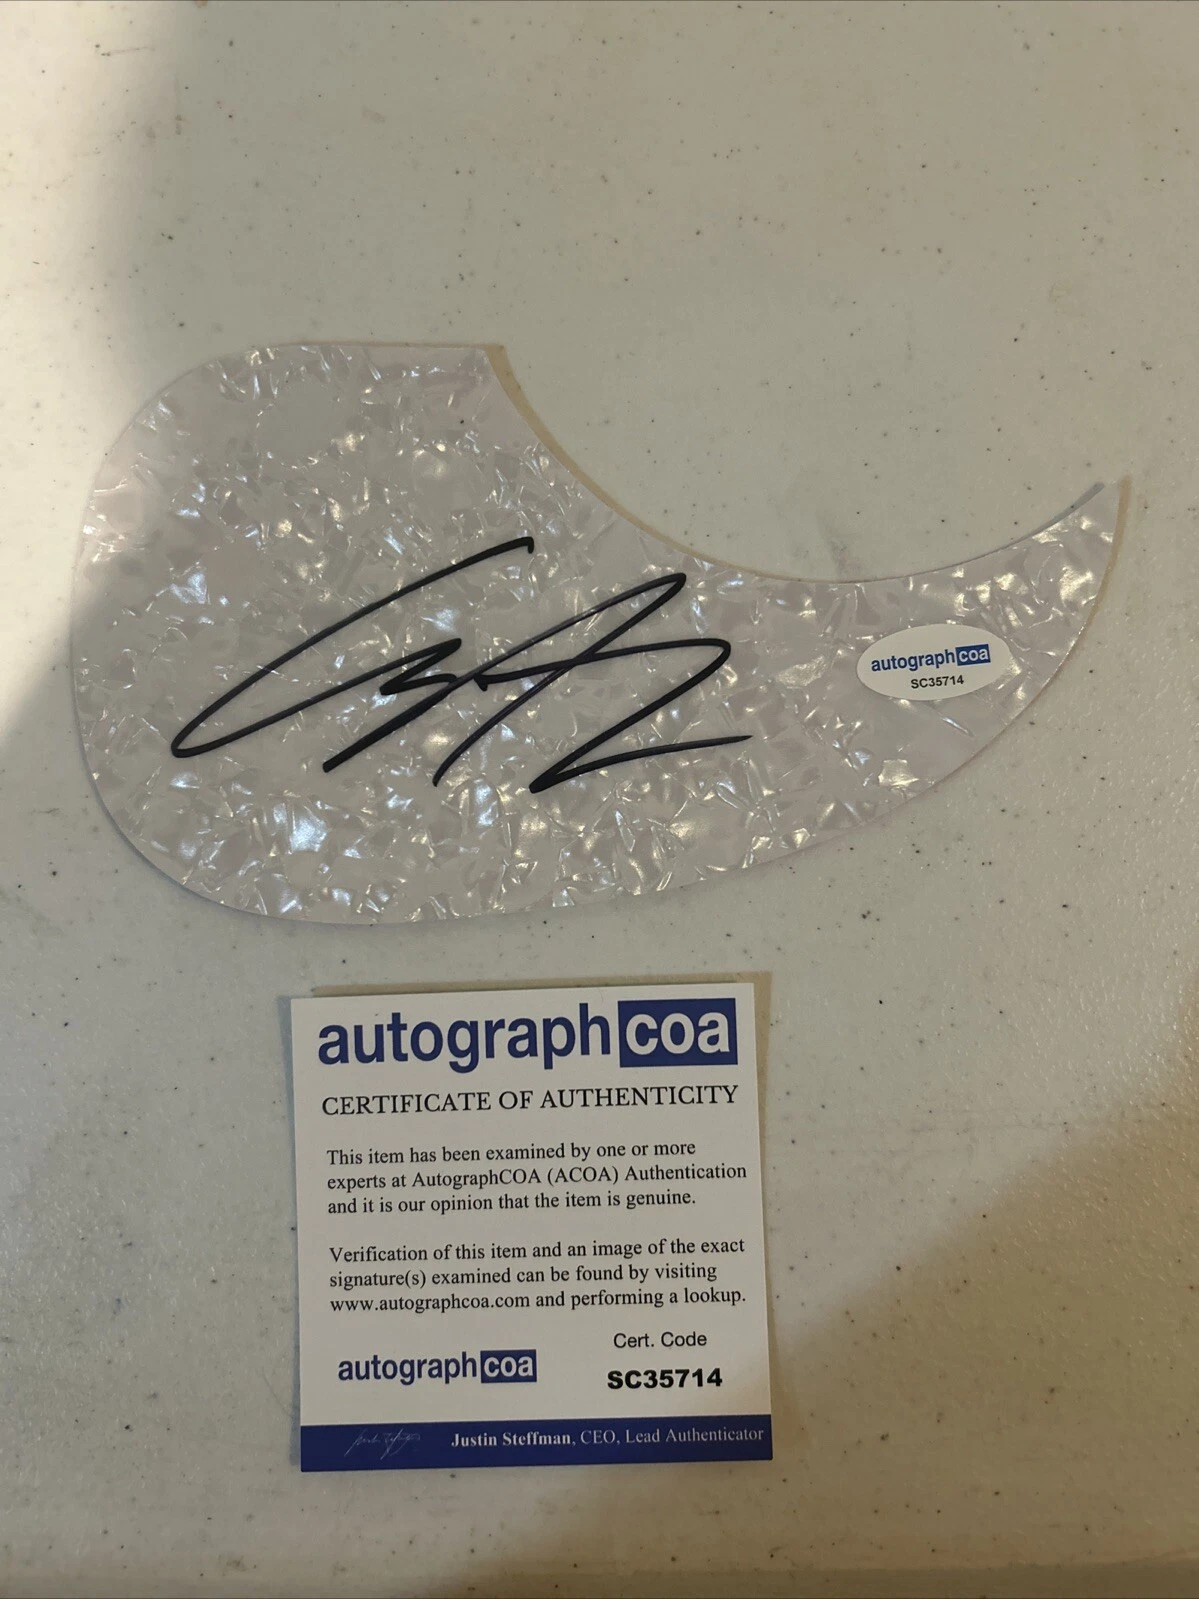 autographcoa
SC35714
autographcoa
CERTIFICATE OF AUTHENTICITY
This item has been examined by one or more
experts at AutographCOA (ACOA) Authentication
and it is our opinion that the item is genuine.
Verification of this item and an image of the exact
signature(s) examined can be found by visiting
www.autographcoa.com and performing a lookup.
Cert. Code
autographcoa
SC35714
Justin Steffman, CEO, Lead Authenticator